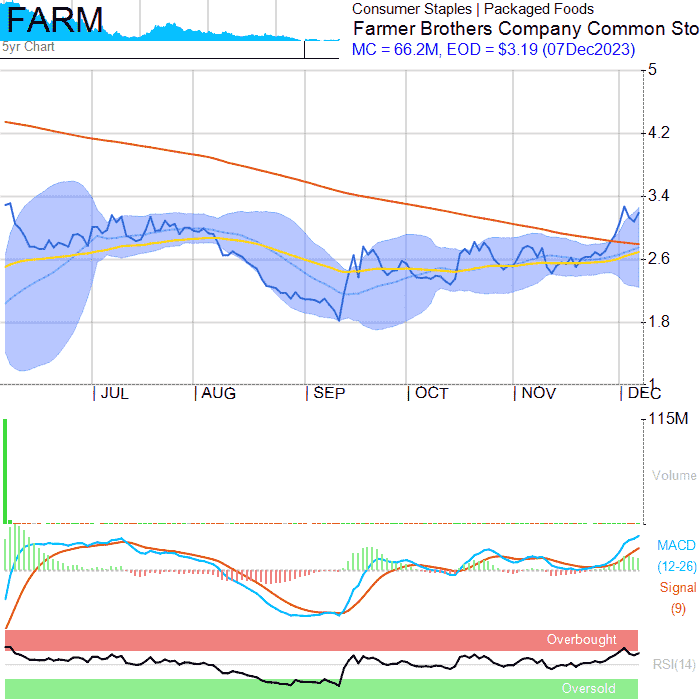 FARM
5yr Chart
Consumer Staples | Packaged Foods
Farmer Brothers Company Common Sto
MC = 66.2M, EOD = $3.19 (07Dec2023)
5
4.2
3.4
2.6
1.8
1
JUL AUG SEP OCT NOV DEC
115M
Volume
MACD
(12-26)
Signal
(9)
Overbought
RSI(14)
Oversold